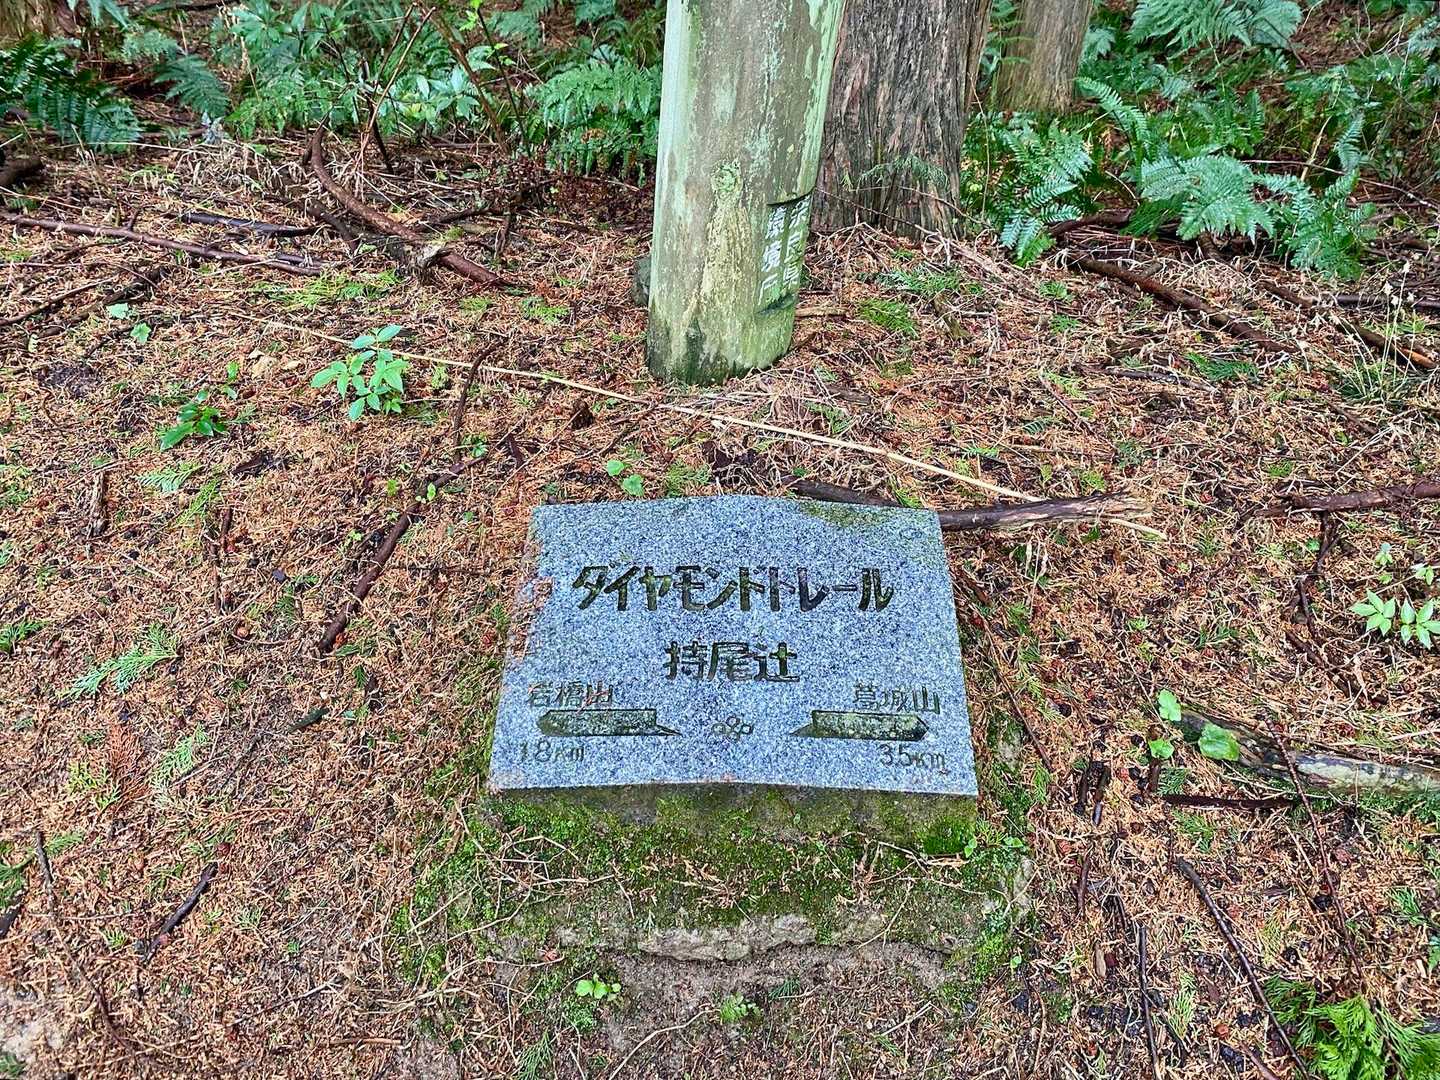 ダイヤモンドトレール
持尾辻
岩橋山 葛城山
1.8km 3.5km